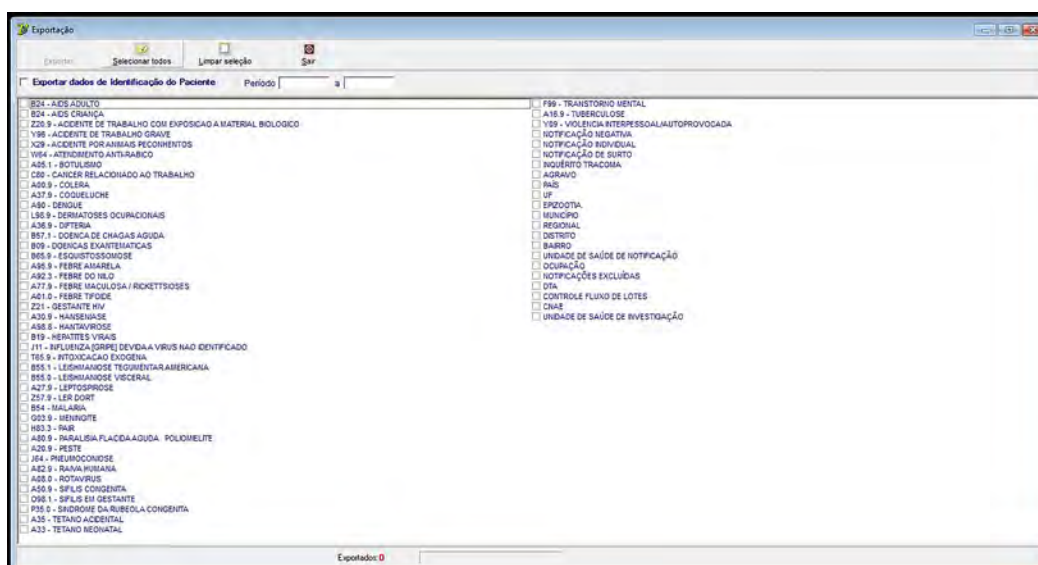 Exportação
Exportar Selecionar todos Limpar seleção Sair
Exportar dados de Identificação do Paciente Período a
B24 - AIDS ADULTO
B24 - AIDS CRIANÇA
Z20.9 - ACIDENTE DE TRABALHO COM EXPOSICAO A MATERIAL BIOLOGICO
Y96 - ACIDENTE DE TRABALHO GRAVE
X29 - ACIDENTE POR ANIMAIS PECONHENTOS
W64 - ATENDIMENTO ANTI-RABICO
A05.1 - BOTULISMO
C80 - CANCER RELACIONADO AO TRABALHO
A00.9 - COLERA
A37.9 - COQUELUCHE
A90 - DENGUE
L98.9 - DERMATOSES OCUPACIONAIS
A36.9 - DIFTERIA
B57.1 - DOENCA DE CHAGAS AGUDA
B09 - DOENCAS EXANTEMATICAS
B65.9 - ESQUISTOSSOMOSE
A95.9 - FEBRE AMARELA
A92.3 - FEBRE DO NILO
A77.9 - FEBRE MACULOSA / RICKETTSIOSES
A01.0 - FEBRE TIFOIDE
Z21 - GESTANTE HIV
A30.9 - HANSENIASE
A98.8 - HANTAVIROSE
B19 - HEPATITES VIRAIS
J11 - INFLUENZA [GRIPE] DEVIDA A VIRUS NAO IDENTIFICADO
T65.9 - INTOXICACAO EXOGENA
B55.1 - LEISHMANIOSE TEGUMENTAR AMERICANA
B55.0 - LEISHMANIOSE VISCERAL
A27.9 - LEPTOSPIROSE
Z57.9 - LER DORT
B54 - MALARIA
G03.9 - MENINGITE
H83.3 - PAIR
A80.9 - PARALISIA FLACIDA AGUDA POLIOMIELITE
A20.9 - PESTE
J64 - PNEUMOCONIOSE
A82.9 - RAIVA HUMANA
A08.0 - ROTAVIRUS
A50.9 - SIFILIS CONGENITA
O98.1 - SIFILIS EM GESTANTE
P35.0 - SINDROME DA RUBEOLA CONGENITA
A35 - TETANO ACIDENTAL
A33 - TETANO NEONATAL
F99 - TRANSTORNO MENTAL
A16.9 - TUBERCULOSE
Y09 - VIOLENCIA INTERPESSOAL/AUTOPROVOCADA
NOTIFICAÇÃO NEGATIVA
NOTIFICAÇÃO INDIVIDUAL
NOTIFICAÇÃO DE SURTO
INQUÉRITO TRACOMA
AGRAVO
PAÍS
UF
EPIZOOTIA
MUNICÍPIO
REGIONAL
DISTRITO
BAIRRO
UNIDADE DE SAÚDE DE NOTIFICAÇÃO
OCUPAÇÃO
NOTIFICAÇÕES EXCLUÍDAS
DTA
CONTROLE FLUXO DE LOTES
CNAE
UNIDADE DE SAÚDE DE INVESTIGAÇÃO
Exportados: 0